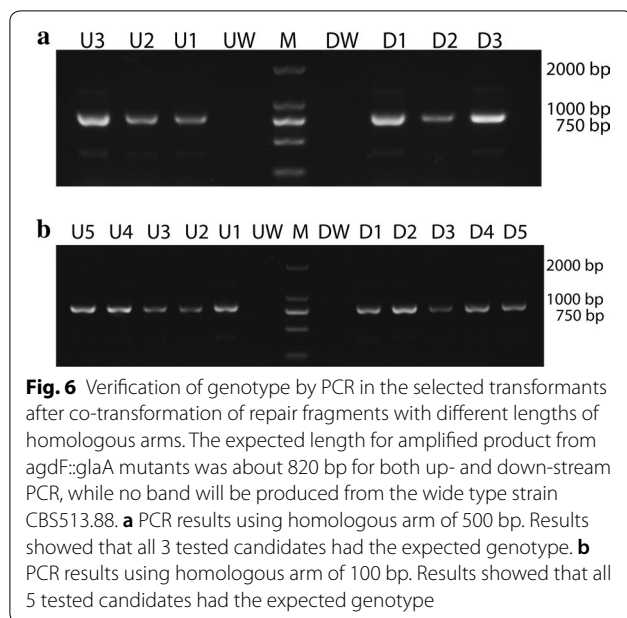 a U3 U2 U1 UW M DW D1 D2 D3
2000 bp
1000 bp
750 bp
b U5 U4 U3 U2 U1 UW M DW D1 D2 D3 D4 D5
2000 bp
1000 bp
750 bp
Fig. 6 Verification of genotype by PCR in the selected transformants
after co-transformation of repair fragments with different lengths of
homologous arms. The expected length for amplified product from
agdF::glaA mutants was about 820 bp for both up- and down-stream
PCR, while no band will be produced from the wide type strain
CBS513.88. a PCR results using homologous arm of 500 bp. Results
showed that all 3 tested candidates had the expected genotype. b
PCR results using homologous arm of 100 bp. Results showed that all
5 tested candidates had the expected genotype